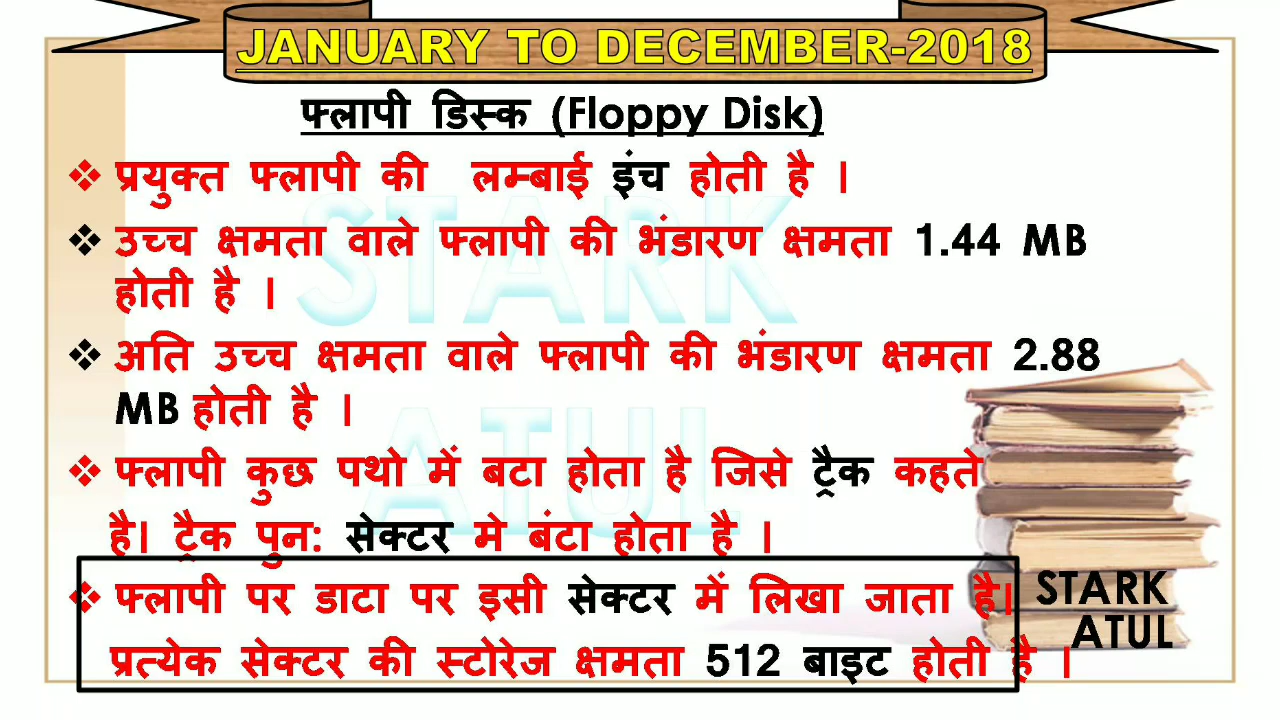 JANUARY TO DECEMBER-2018
फ्लापी डिस्क (Floppy Disk)
❖ प्रयुक्त फ्लापी की लम्बाई इंच होती है ।
❖ उच्च क्षमता वाले फ्लापी की भंडारण क्षमता 1.44 MB
होती है ।
❖ अति उच्च क्षमता वाले फ्लापी की भंडारण क्षमता 2.88
MB होती है ।
❖ फ्लापी कुछ पथो में बटा होता है जिसे ट्रैक कहते
है। ट्रैक पुन: सेक्टर मे बंटा होता है ।
❖ फ्लापी पर डाटा पर इसी सेक्टर में लिखा जाता है।
प्रत्येक सेक्टर की स्टोरेज क्षमता 512 बाइट होती है ।
STARK
ATUL
STARK
ATUL